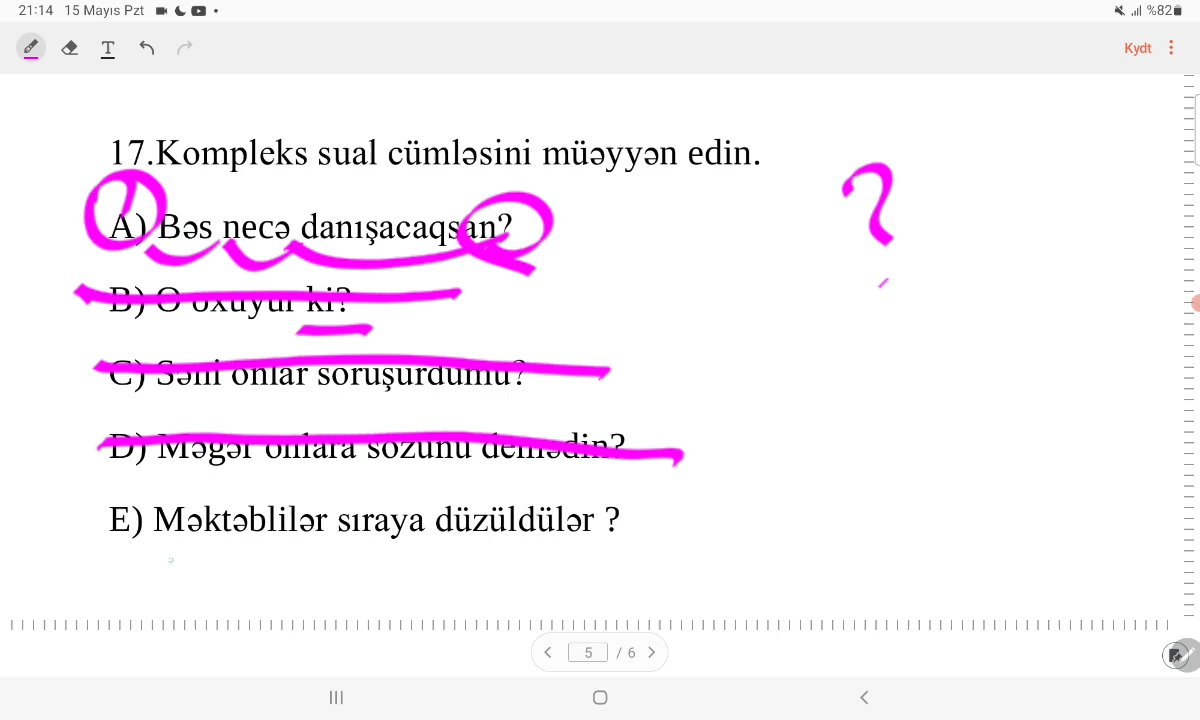 21:14 15 Mayıs Pzt • %82
T Kydt
17.Kompleks sual cümləsini müəyyən edin.
?
A) Bəs necə danışacaqsan?
B) O oxuyur ki?
C) Səni onlar soruşurdumu?
D) Məgər onlara sözünü demədin?
E) Məktəblilər sıraya düzüldülər ?
5 / 6